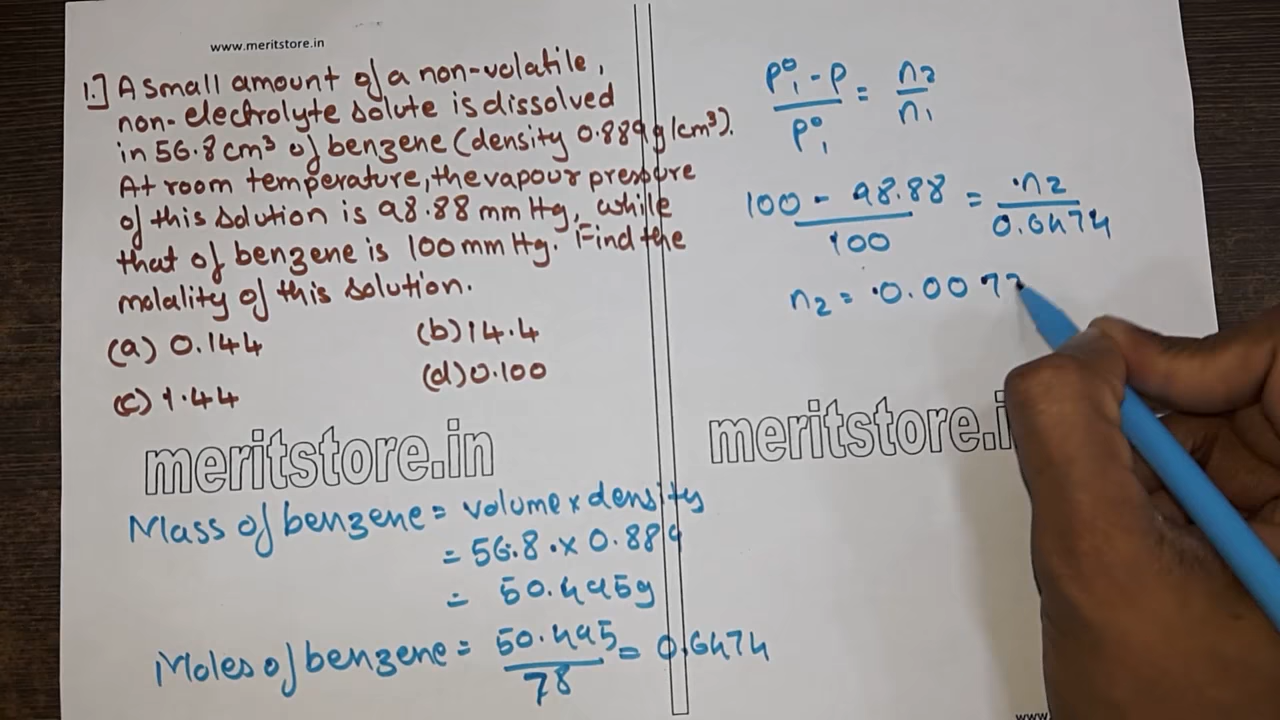 www.meritstore.in
1.] A small amount of a non-volatile,
non-electrolyte solute is dissolved
in 56.8 cm³ of benzene (density 0.889 g/cm³).
At room temperature, the vapour pressure
of this solution is 98.88 mm Hg, while
that of benzene is 100 mm Hg. Find the
molality of this solution.
(a) 0.144 (b) 14.4
(c) 1.44 (d) 0.100
meritstore.in
Mass of benzene = volume x density
= 56.8 x 0.889
= 50.495g
Moles of benzene = 50.495/78 = 0.6474
P₁⁰ - P / P₁⁰ = n₂ / n₁
100 - 98.88 / 100 = n₂ / 0.6474
n₂ = 0.0072
meritstore.i
www